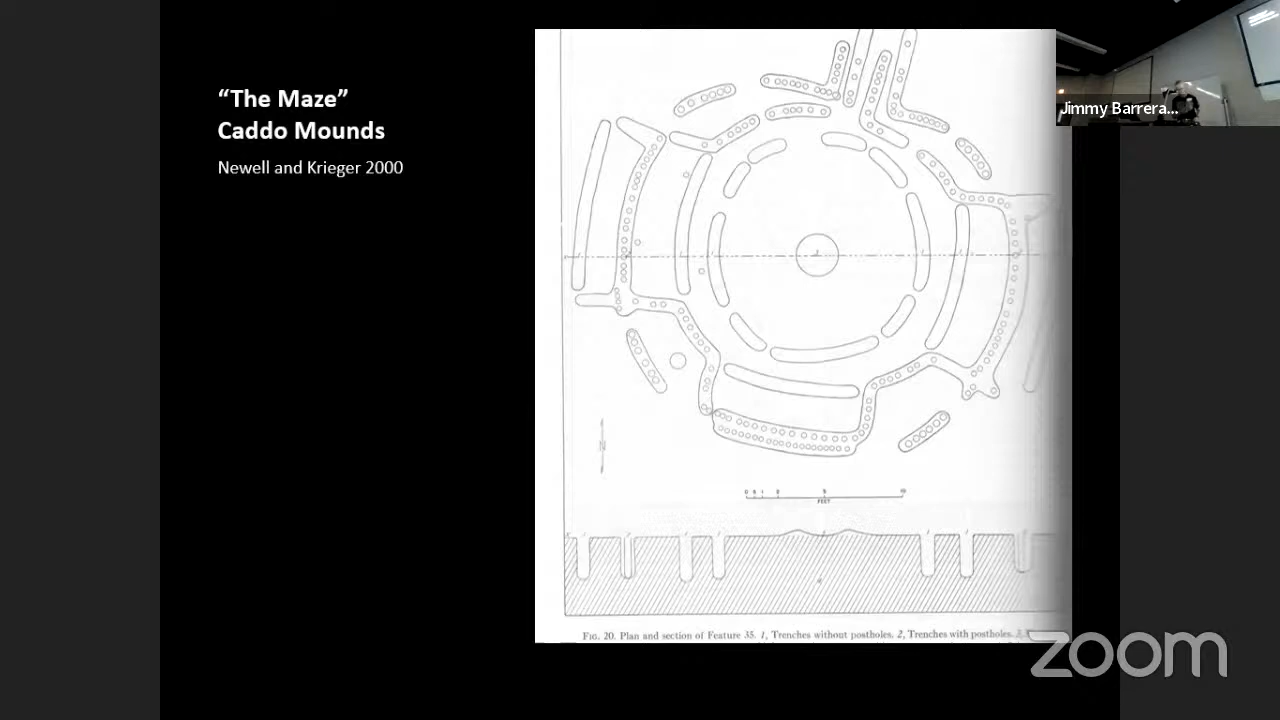 “The Maze”
Caddo Mounds
Newell and Krieger 2000
Jimmy Barrera...
FEET
FIG. 20. Plan and section of Feature 35. 1, Trenches without postholes. 2, Trenches with postholes.
zoom